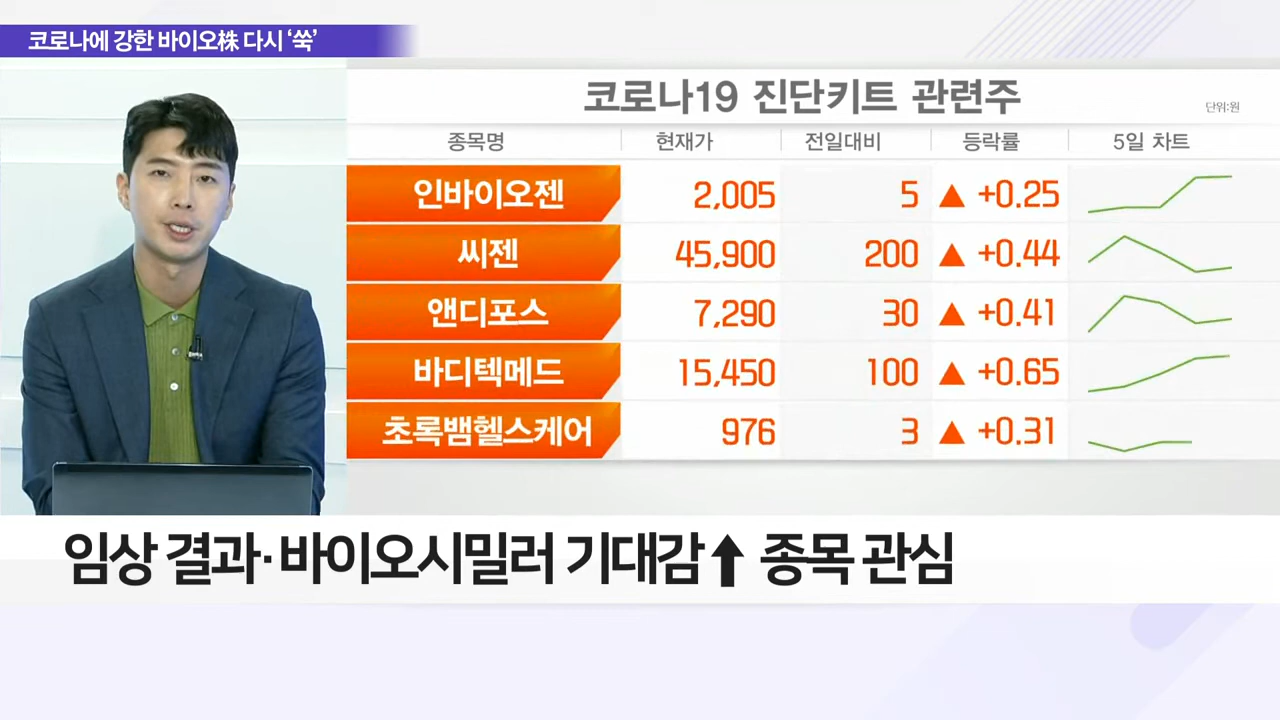 코로나에 강한 바이오株 다시 ‘쑥’
코로나19 진단키트 관련주
단위:원
종목명 현재가 전일대비 등락률 5일 차트
인바이오젠 2,005 5 ▲ +0.25
씨젠 45,900 200 ▲ +0.44
앤디포스 7,290 30 ▲ +0.41
바디텍메드 15,450 100 ▲ +0.65
초록뱀헬스케어 976 3 ▲ +0.31
임상 결과·바이오시밀러 기대감⬆ 종목 관심